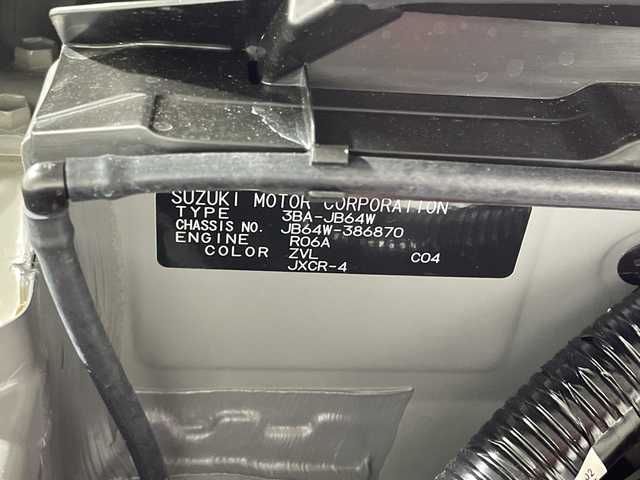 SUZUKI MOTOR CORPORATION
TYPE 3BA-JB64W
CHASSIS NO. JB64W-386870
ENGINE R06A
COLOR ZVL C04
JXCR-4